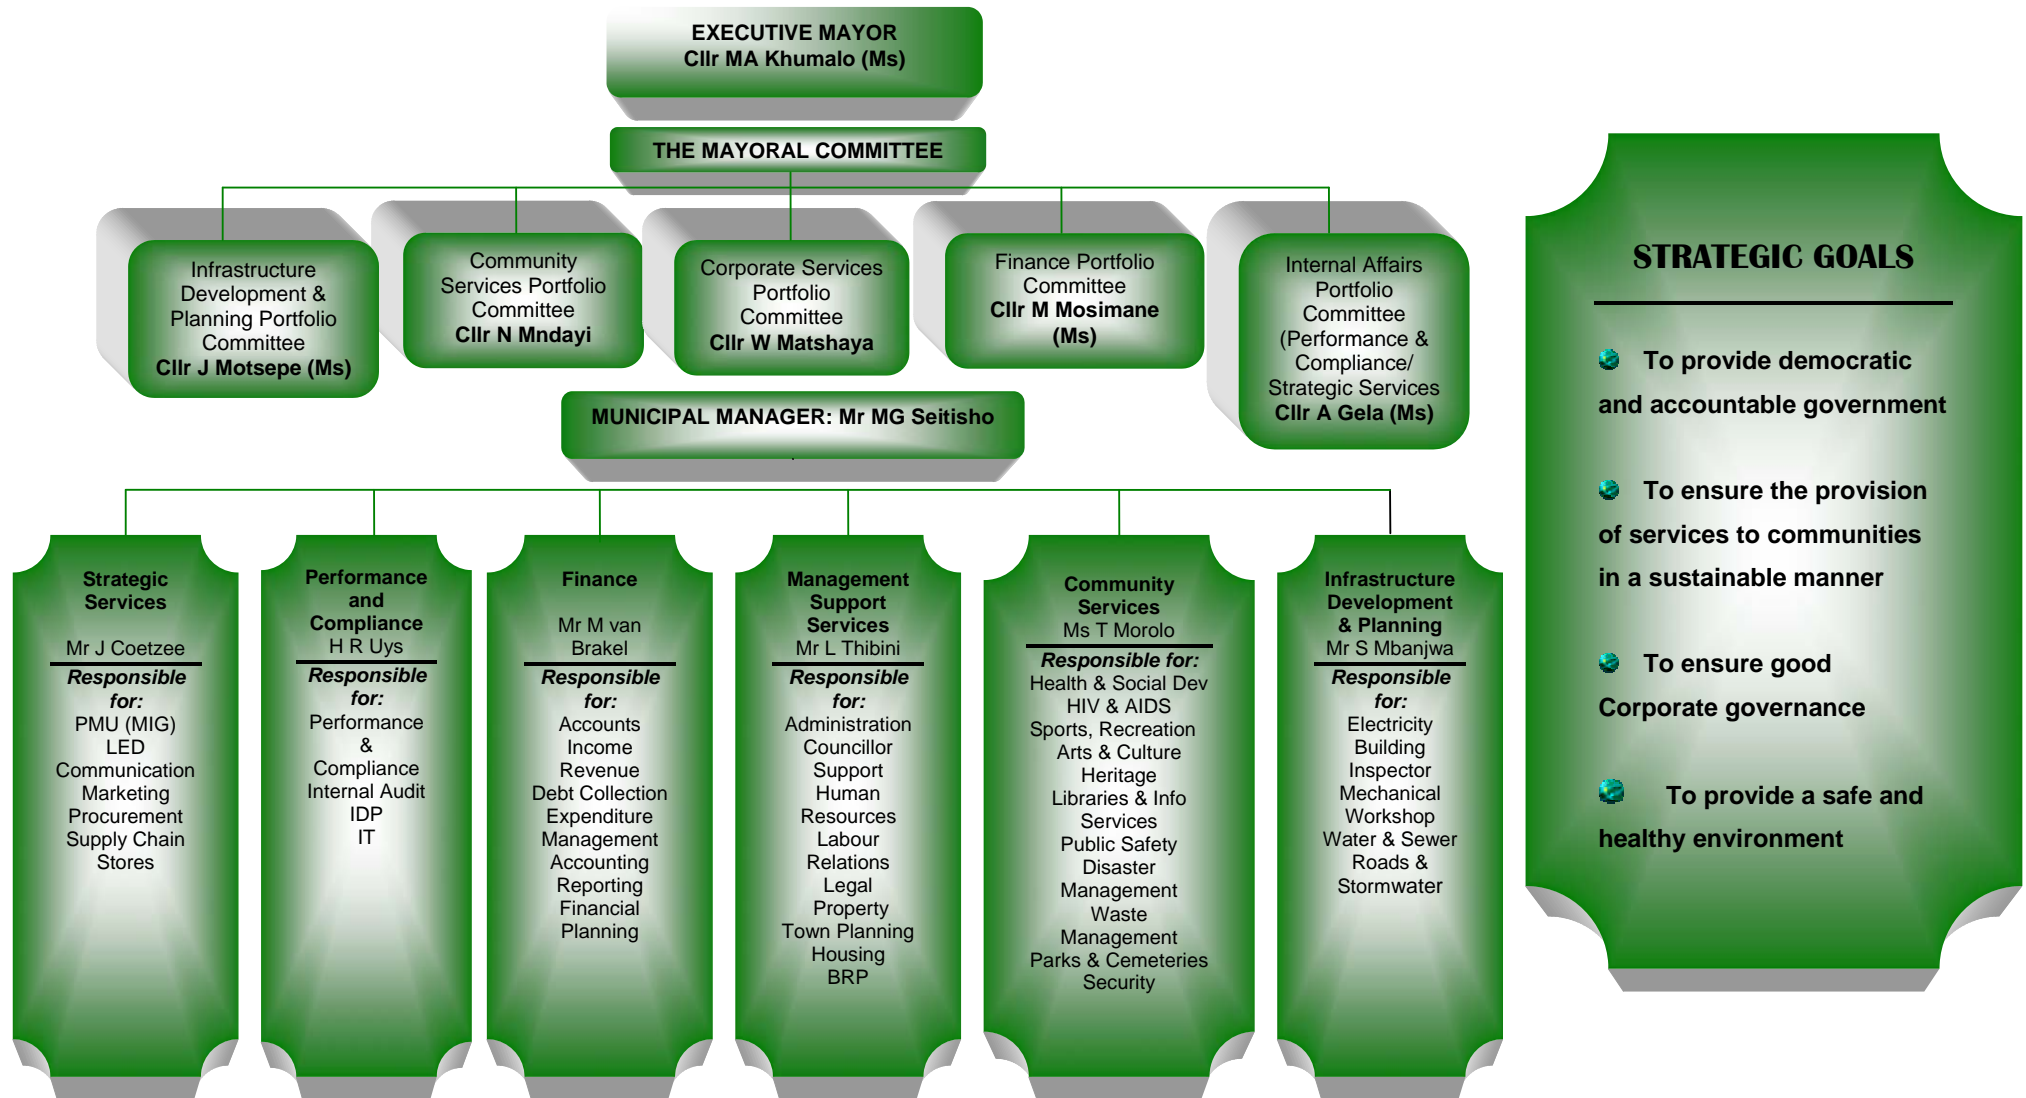 EXECUTIVE MAYOR
Cllr MA Khumalo (Ms)
THE MAYORAL COMMITTEE
Infrastructure
Development &
Planning Portfolio
Committee
Cllr J Motsepe (Ms)
Community
Services Portfolio
Committee
Cllr N Mndayi
Corporate Services
Portfolio
Committee
Cllr W Matshaya
Finance Portfolio
Committee
Cllr M Mosimane
(Ms)
Internal Affairs
Portfolio
Committee
(Performance &
Compliance/
Strategic Services
Cllr A Gela (Ms)
MUNICIPAL MANAGER: Mr MG Seitisho
Strategic
Services
Mr J Coetzee
Responsible
for:
PMU (MIG)
LED
Communication
Marketing
Procurement
Supply Chain
Stores
Performance
and
Compliance
H R Uys
Responsible
for:
Performance
&
Compliance
Internal Audit
IDP
IT
Finance
Mr M van
Brakel
Responsible
for:
Accounts
Income
Revenue
Debt Collection
Expenditure
Management
Accounting
Reporting
Financial
Planning
Management
Support
Services
Mr L Thibini
Responsible
for:
Administration
Councillor
Support
Human
Resources
Labour
Relations
Legal
Property
Town Planning
Housing
BRP
Community
Services
Ms T Morolo
Responsible for:
Health & Social Dev
HIV & AIDS
Sports, Recreation
Arts & Culture
Heritage
Libraries & Info
Services
Public Safety
Disaster
Management
Waste
Management
Parks & Cemeteries
Security
Infrastructure
Development
& Planning
Mr S Mbanjwa
Responsible
for:
Electricity
Building
Inspector
Mechanical
Workshop
Water & Sewer
Roads &
Stormwater
STRATEGIC GOALS
To provide democratic
and accountable government
To ensure the provision
of services to communities
in a sustainable manner
To ensure good
Corporate governance
To provide a safe and
healthy environment